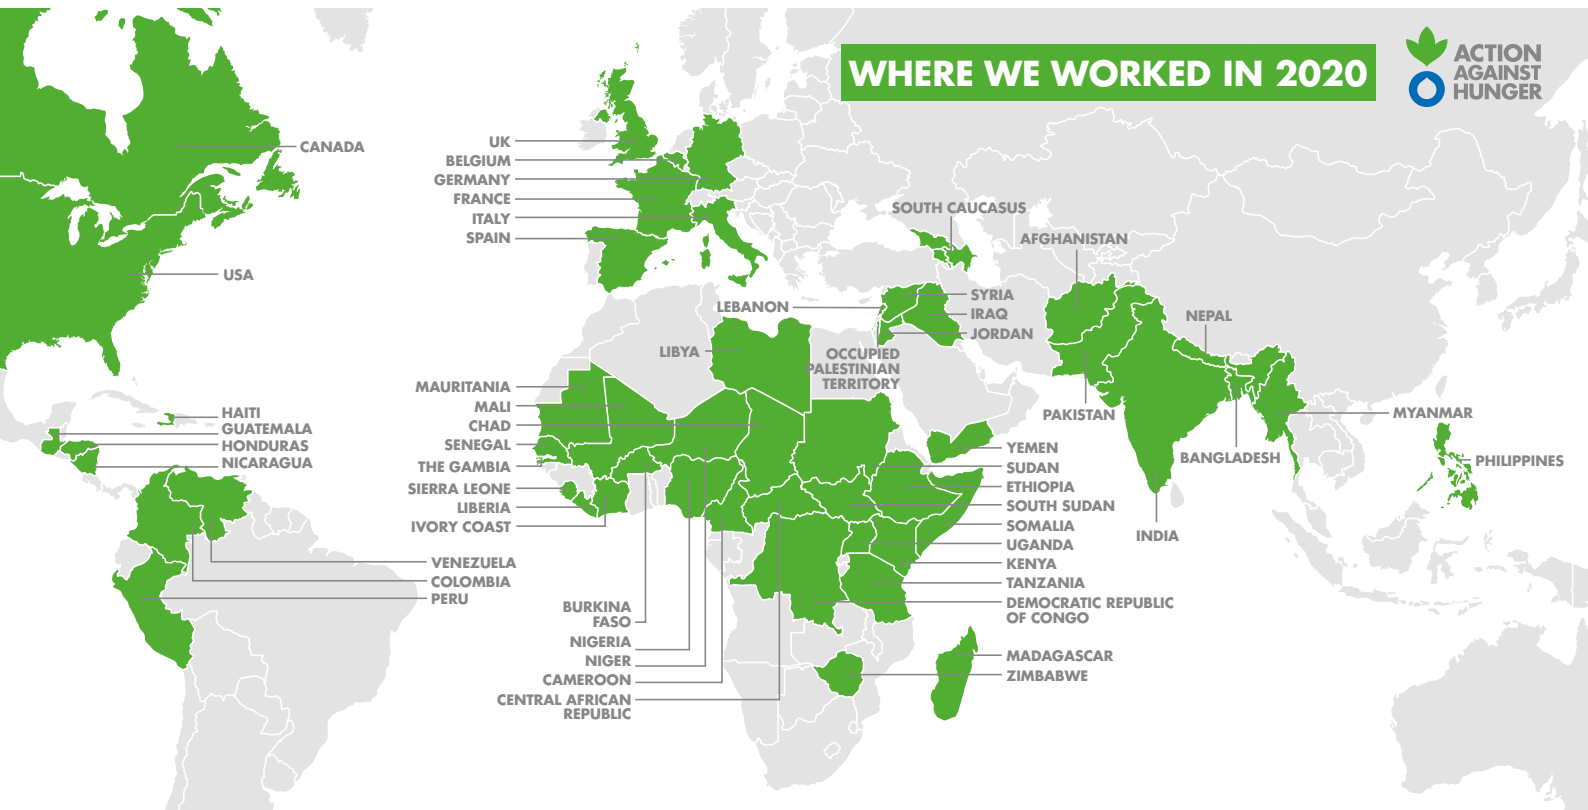 WHERE WE WORKED IN 2020
ACTION
AGAINST
HUNGER
CANADA
USA
UK
BELGIUM
GERMANY
FRANCE
ITALY
SPAIN
SOUTH CAUCASUS
AFGHANISTAN
LEBANON
SYRIA
IRAQ
JORDAN
NEPAL
LIBYA
OCCUPIED
PALESTINIAN
TERRITORY
MAURITANIA
MALI
CHAD
SENEGAL
THE GAMBIA
SIERRA LEONE
LIBERIA
IVORY COAST
HAITI
GUATEMALA
HONDURAS
NICARAGUA
PAKISTAN
MYANMAR
BANGLADESH
PHILIPPINES
INDIA
YEMEN
SUDAN
ETHIOPIA
SOUTH SUDAN
SOMALIA
UGANDA
KENYA
TANZANIA
DEMOCRATIC REPUBLIC
OF CONGO
VENEZUELA
COLOMBIA
PERU
BURKINA
FASO
NIGERIA
NIGER
CAMEROON
CENTRAL AFRICAN
REPUBLIC
MADAGASCAR
ZIMBABWE